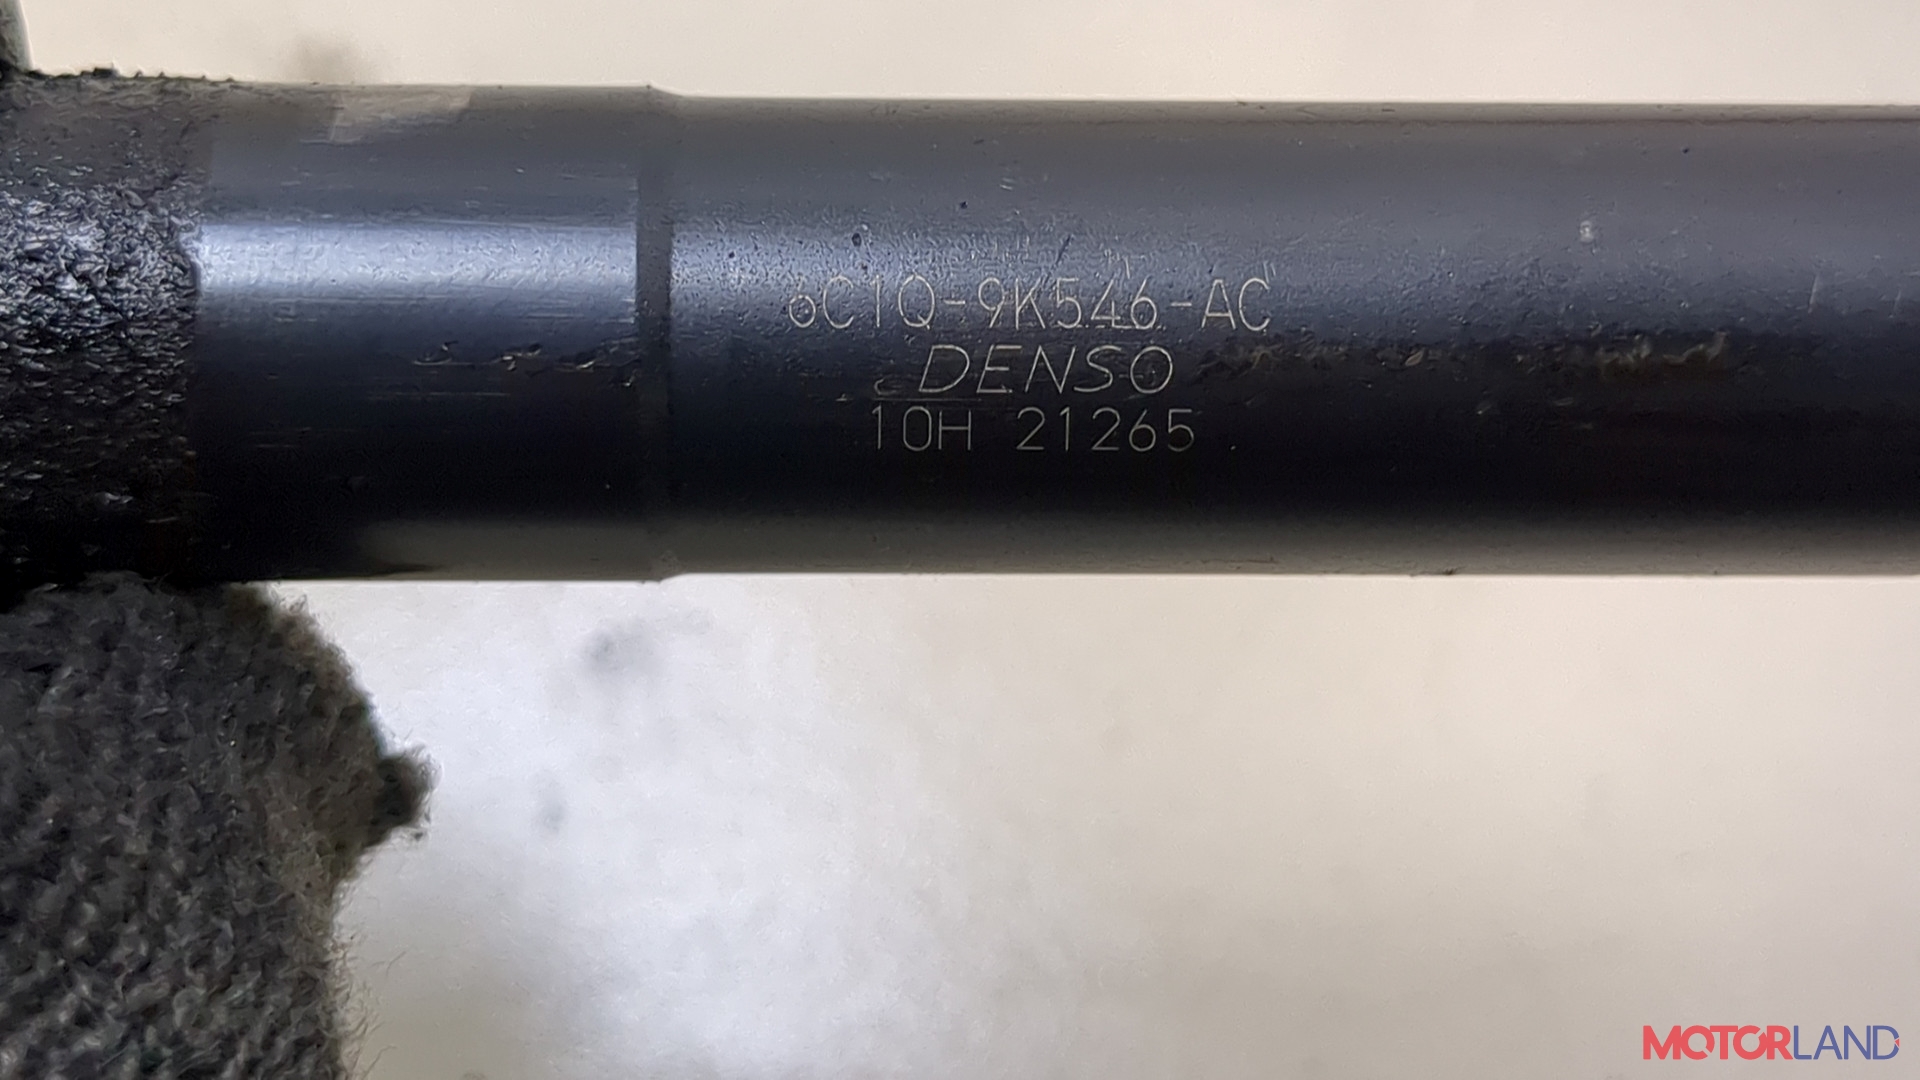 6C1Q-9K546-AC
DENSO
10H 21265
MOTORLAND